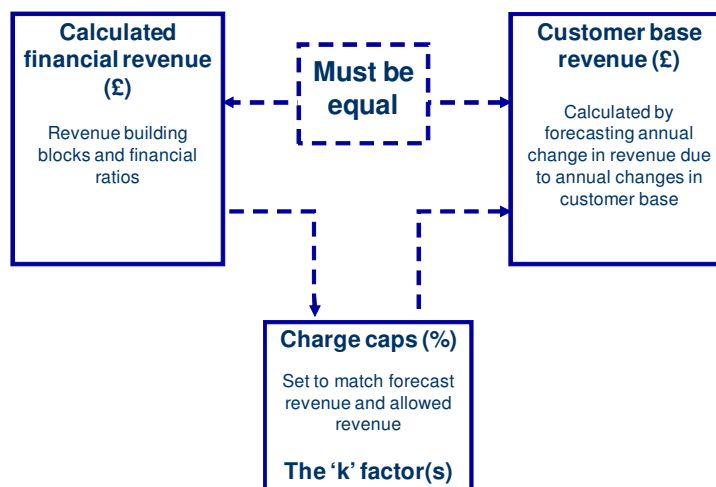 Calculated
financial revenue
(£)
Revenue building
blocks and financial
ratios
Must be
equal
Customer base
revenue (£)
Calculated by
forecasting annual
change in revenue due
to annual changes in
customer base
Charge caps (%)
Set to match forecast
revenue and allowed
revenue
The ‘k’ factor(s)